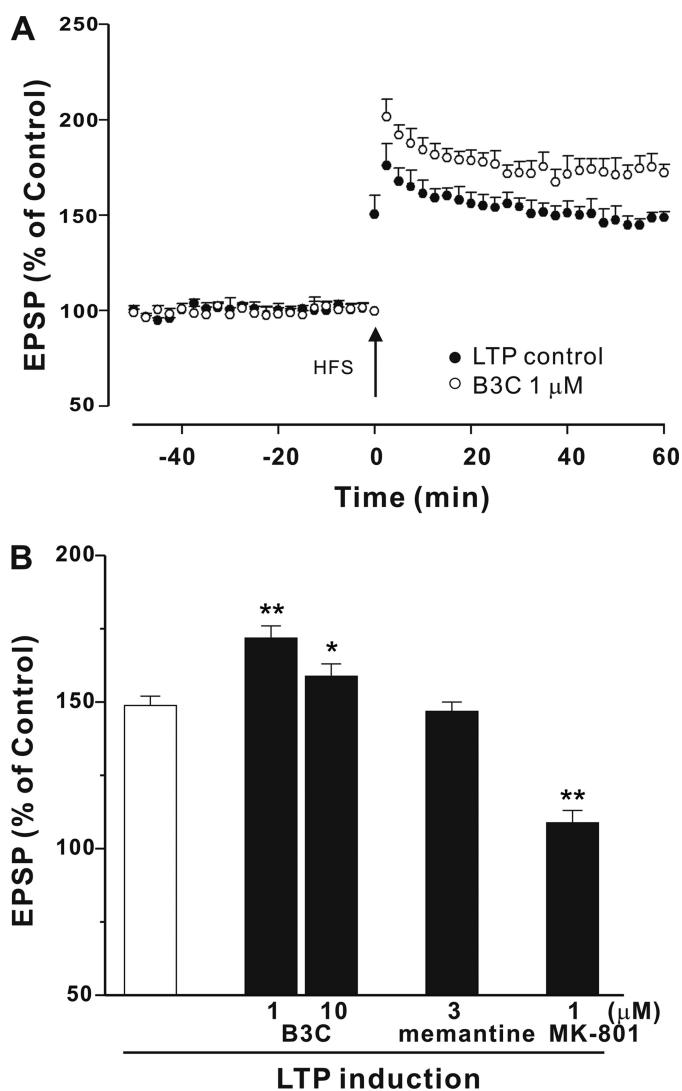 A
250
200
150
100
50
EPSP (% of Control)
HFS
LTP control
B3C 1 μM
-40 -20 0 20 40 60
Time (min)
B
200
150
100
50
EPSP (% of Control)
** * **
1 10 3 1 (μM)
B3C memantine MK-801
LTP induction